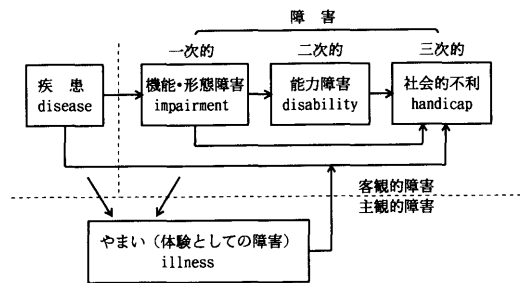 障　害
一次的
二次的
三次的
疾　患
disease
機能・形態障害
impairment
能力障害
disability
社会的不利
handicap
客観的障害
主観的障害
やまい（体験としての障害）
illness